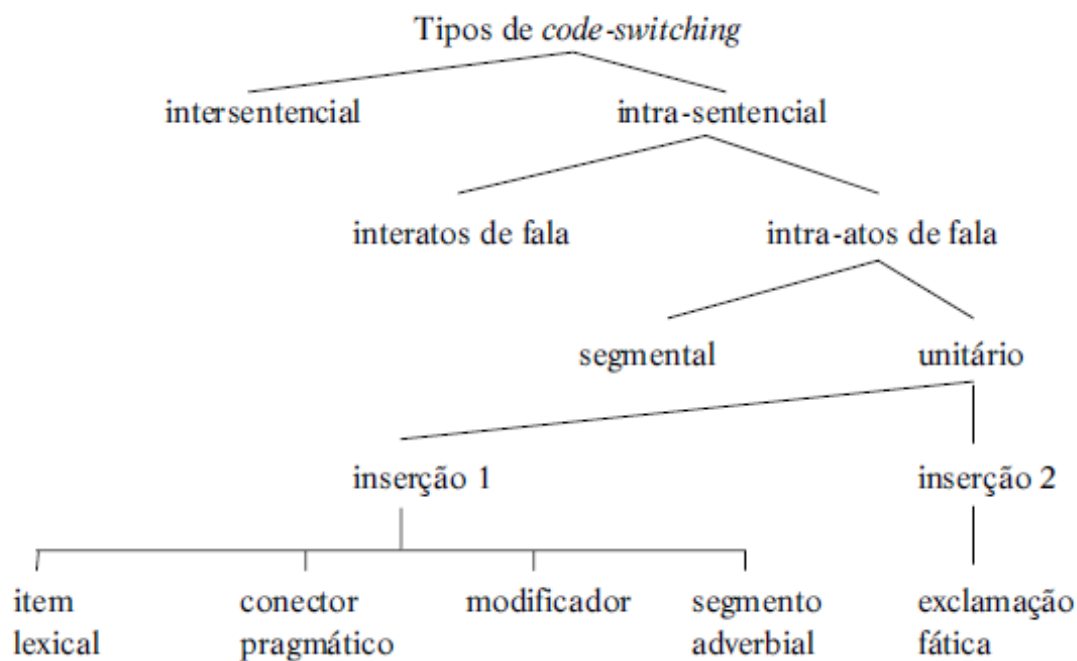 Tipos de code-switching
intersentencial intra-sentencial
interatos de fala intra-atos de fala
segmental unitário
inserção 1 inserção 2
item conector modificador segmento exclamação
lexical pragmático adverbial fática